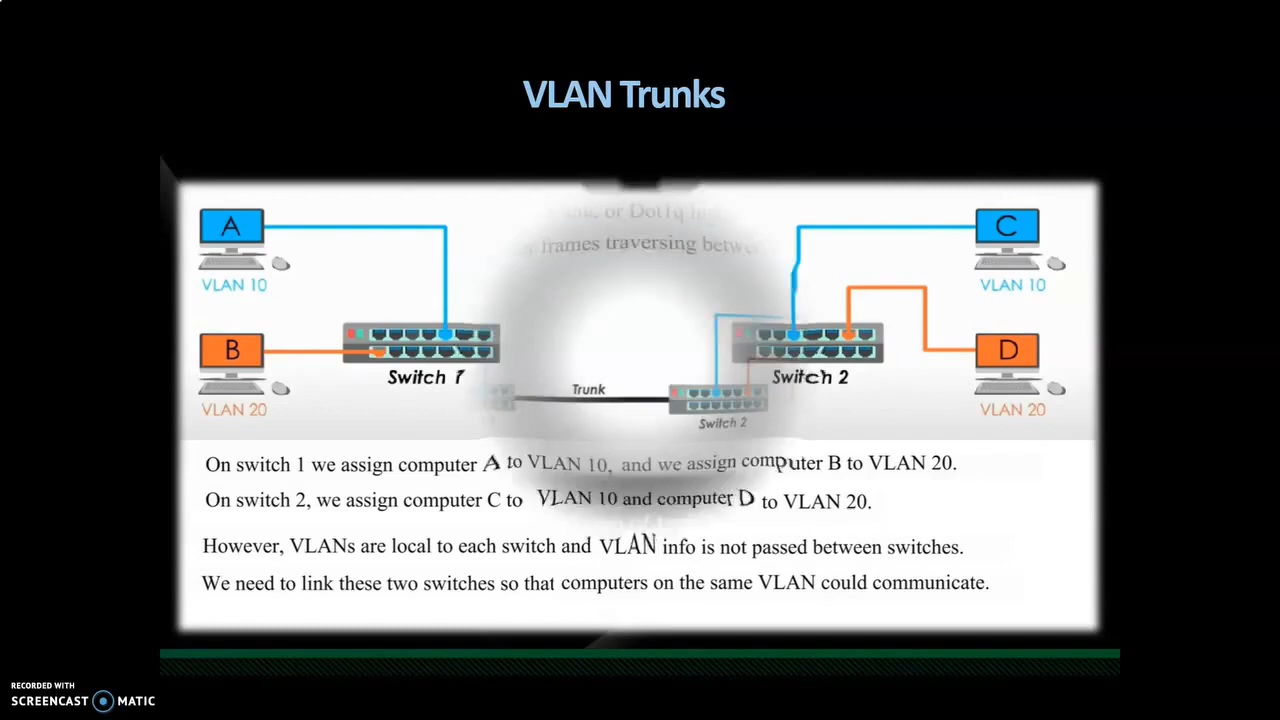 VLAN Trunks
or Dot1q
frames traversing
A
C
VLAN 10
VLAN 10
B
D
Switch 1
Switch 2
Trunk
VLAN 20
VLAN 20
Switch 2
On switch 1 we assign computer A to VLAN 10, and we assign computer B to VLAN 20.
On switch 2, we assign computer C to VLAN 10 and computer D to VLAN 20.
However, VLANs are local to each switch and VLAN info is not passed between switches.
We need to link these two switches so that computers on the same VLAN could communicate.
RECORDED WITH
SCREENCAST MATIC